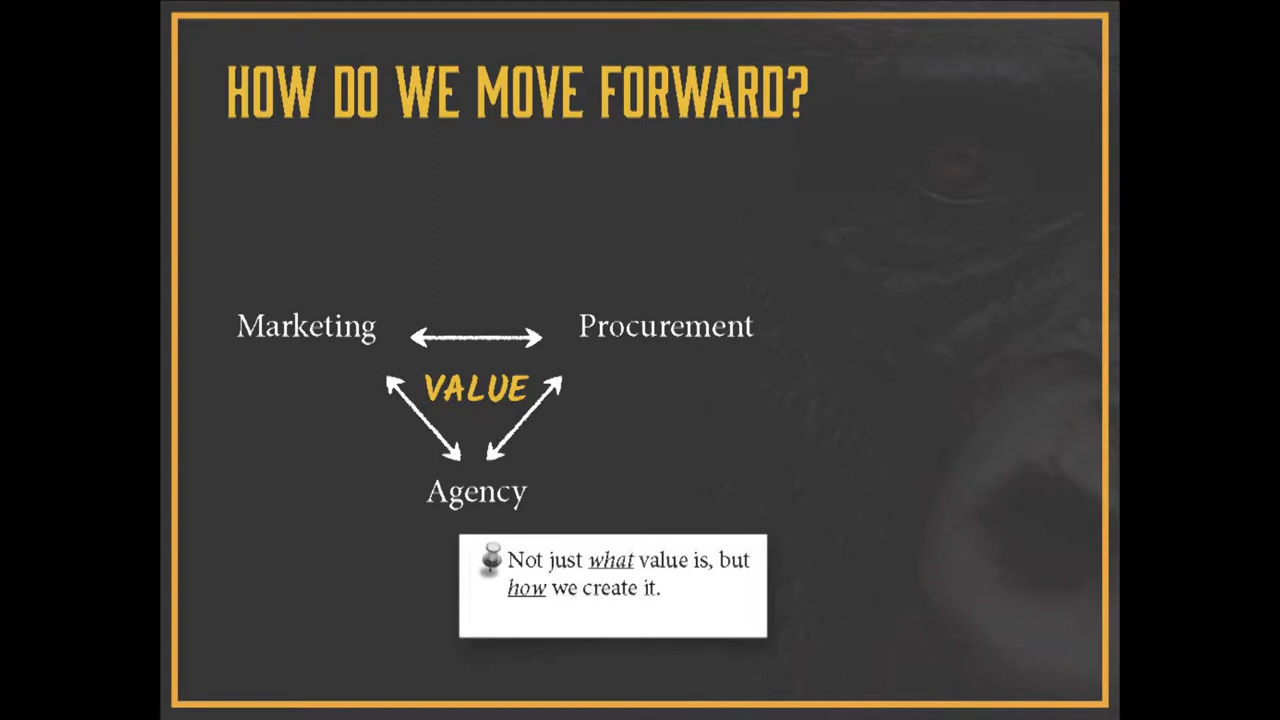 HOW DO WE MOVE FORWARD?
Marketing
Procurement
VALUE
Agency
Not just what value is, but
how we create it.